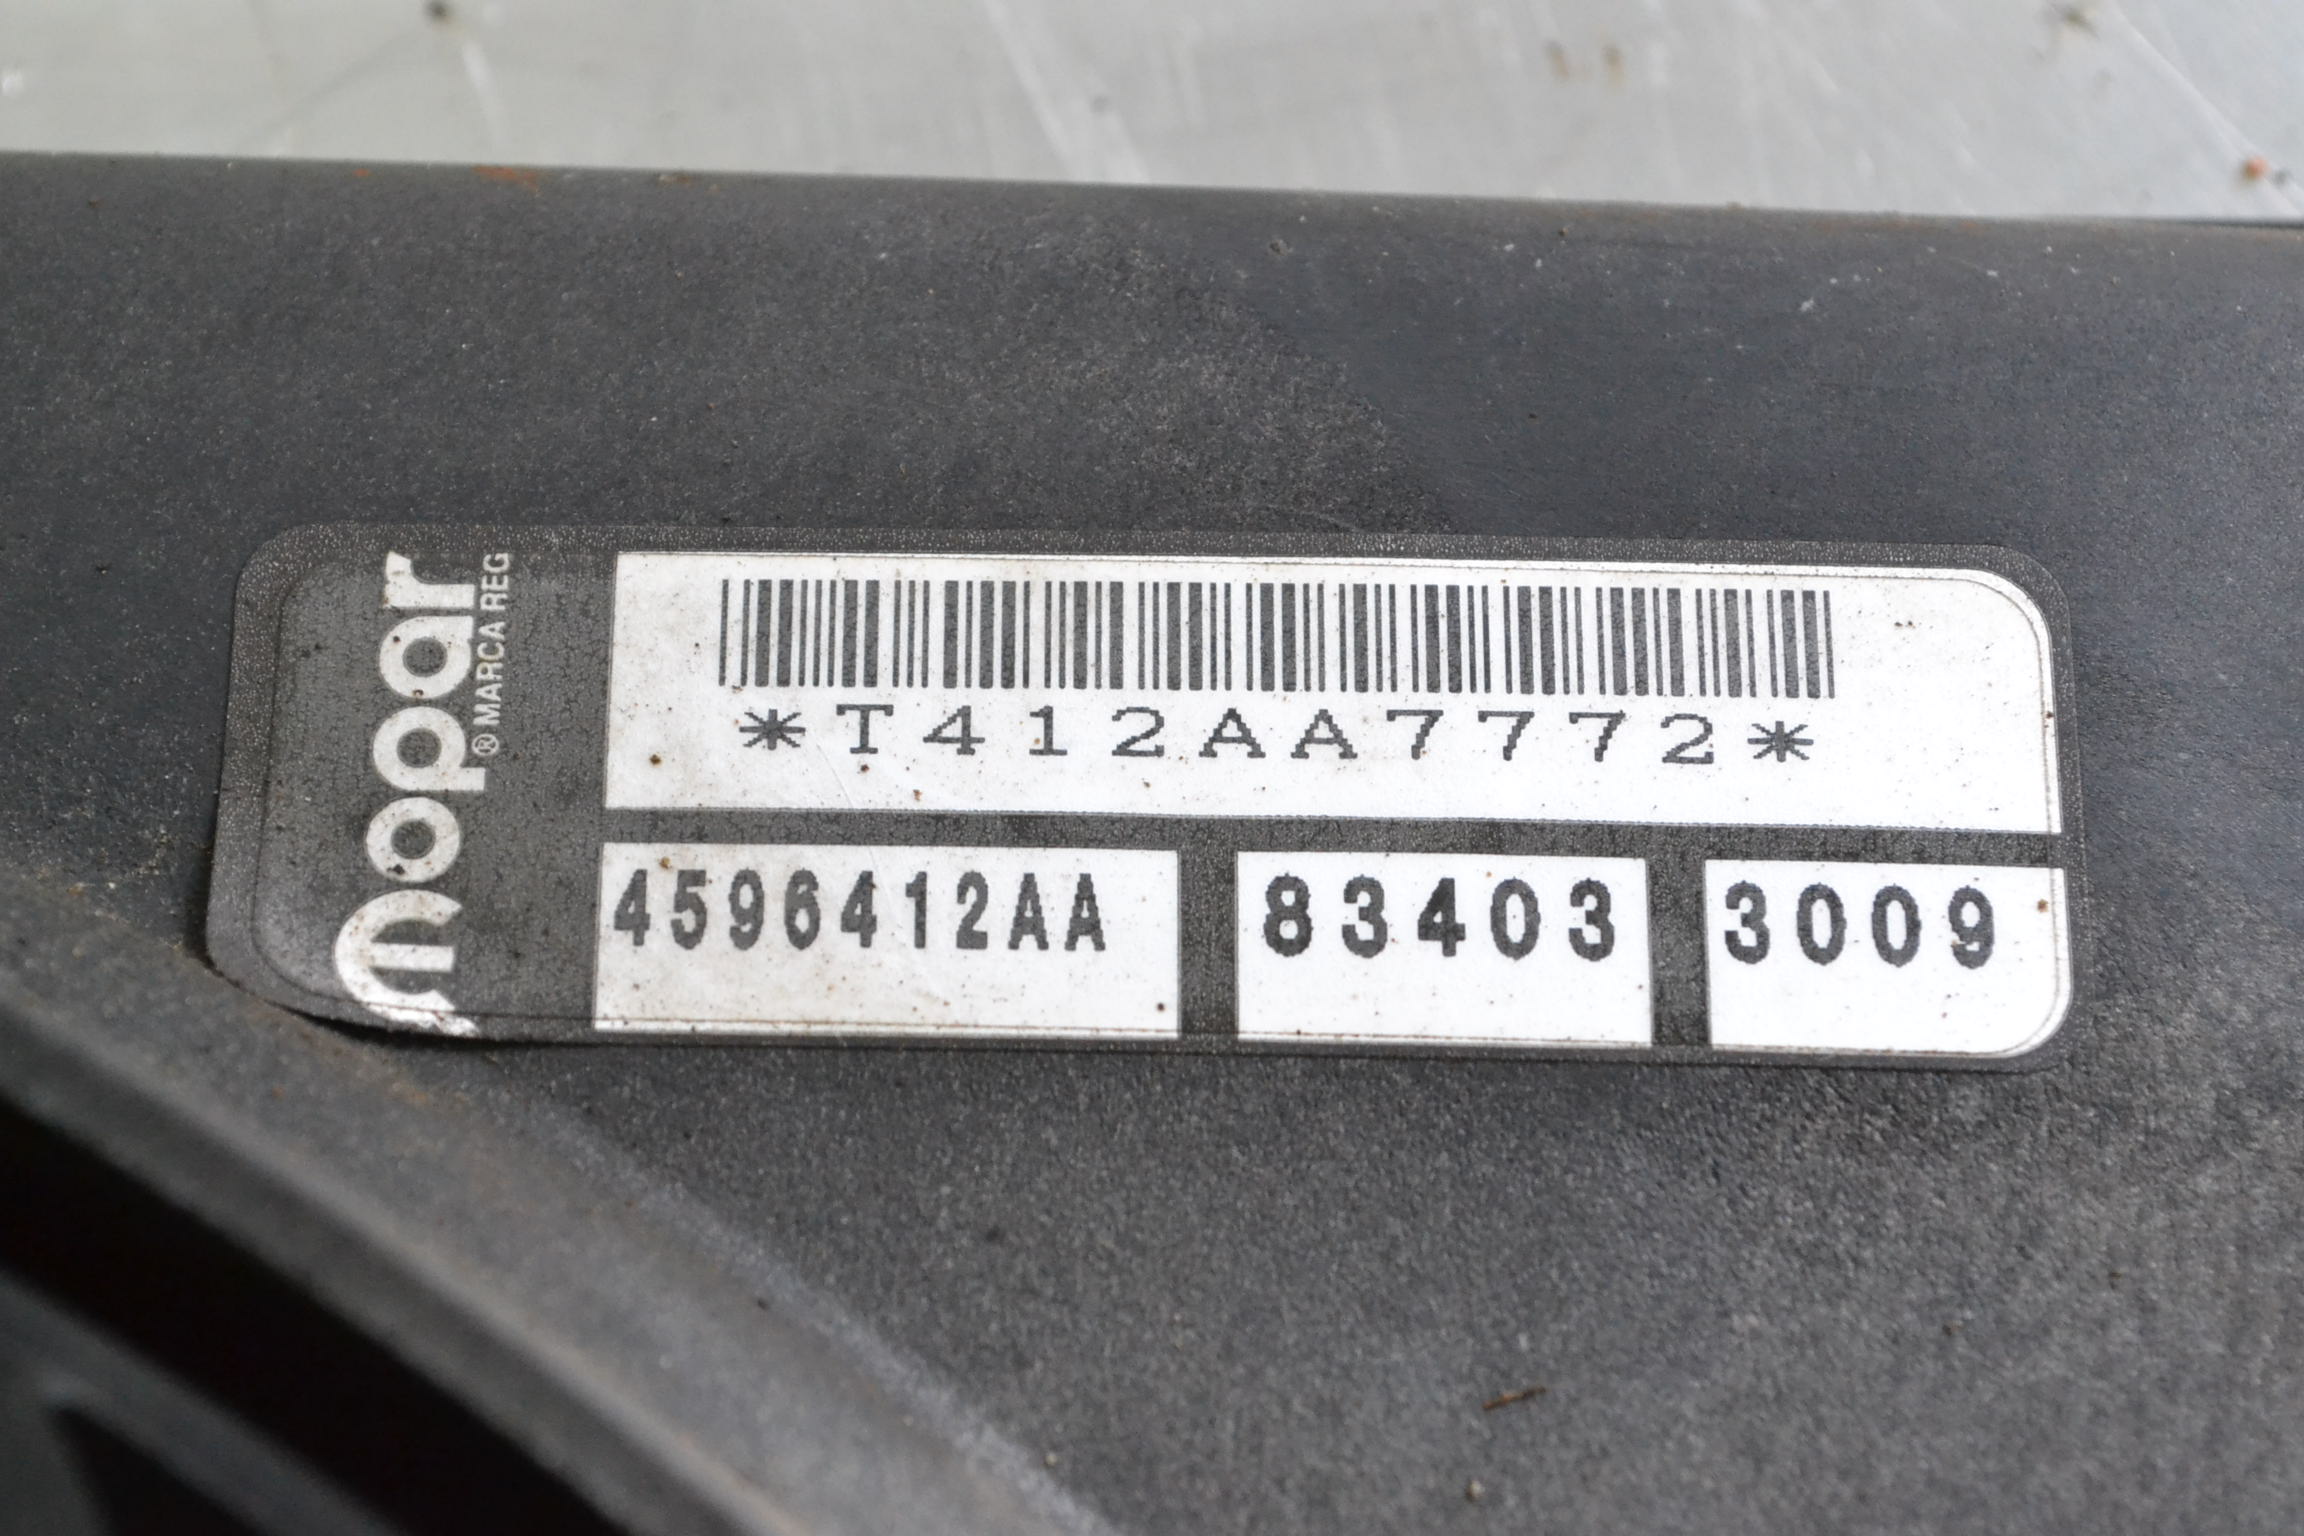 mopar
® MARCA REG
*T412AA7772*
4596412AA 83403 3009